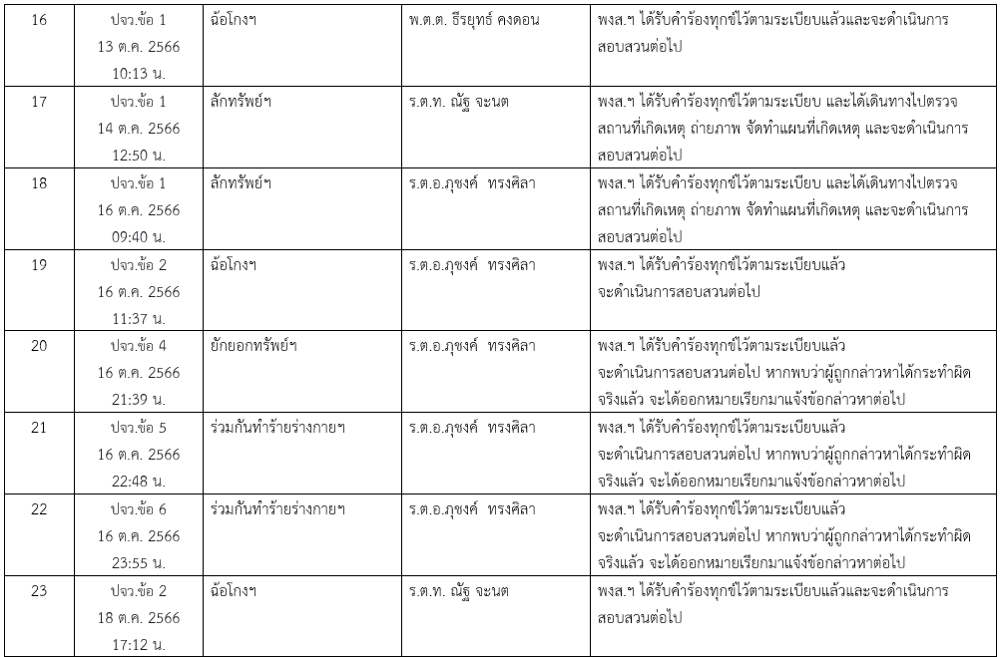 16 ปจว.ข้อ 1 ฉ้อโกงฯ พ.ต.ต. ธีรยุทธ์ คงดอน พงส.ฯ ได้รับคำร้องทุกข์ไว้ตามระเบียบแล้วและจะดำเนินการ
13 ต.ค. 2566 สอบสวนต่อไป
10:13 น.
17 ปจว.ข้อ 1 ลักทรัพย์ฯ ร.ต.ท. ณัฐ จะนต พงส.ฯ ได้รับคำร้องทุกข์ไว้ตามระเบียบ และได้เดินทางไปตรวจ
14 ต.ค. 2566 สถานที่เกิดเหตุ ถ่ายภาพ จัดทำแผนที่เกิดเหตุ และจะดำเนินการ
12:50 น. สอบสวนต่อไป
18 ปจว.ข้อ 1 ลักทรัพย์ฯ ร.ต.อ.ภุชงค์ ทรงศิลา พงส.ฯ ได้รับคำร้องทุกข์ไว้ตามระเบียบ และได้เดินทางไปตรวจ
16 ต.ค. 2566 สถานที่เกิดเหตุ ถ่ายภาพ จัดทำแผนที่เกิดเหตุ และจะดำเนินการ
09:40 น. สอบสวนต่อไป
19 ปจว.ข้อ 2 ฉ้อโกงฯ ร.ต.อ.ภุชงค์ ทรงศิลา พงส.ฯ ได้รับคำร้องทุกข์ไว้ตามระเบียบแล้ว
16 ต.ค. 2566 จะดำเนินการสอบสวนต่อไป
11:37 น.
20 ปจว.ข้อ 4 ยักยอกทรัพย์ฯ ร.ต.อ.ภุชงค์ ทรงศิลา พงส.ฯ ได้รับคำร้องทุกข์ไว้ตามระเบียบแล้ว
16 ต.ค. 2566 จะดำเนินการสอบสวนต่อไป หากพบว่าผู้ถูกกล่าวหาได้กระทำผิด
21:39 น. จริงแล้ว จะได้ออกหมายเรียกมาแจ้งข้อกล่าวหาต่อไป
21 ปจว.ข้อ 5 ร่วมกันทำร้ายร่างกายฯ ร.ต.อ.ภุชงค์ ทรงศิลา พงส.ฯ ได้รับคำร้องทุกข์ไว้ตามระเบียบแล้ว
16 ต.ค. 2566 จะดำเนินการสอบสวนต่อไป หากพบว่าผู้ถูกกล่าวหาได้กระทำผิด
22:48 น. จริงแล้ว จะได้ออกหมายเรียกมาแจ้งข้อกล่าวหาต่อไป
22 ปจว.ข้อ 6 ร่วมกันทำร้ายร่างกายฯ ร.ต.อ.ภุชงค์ ทรงศิลา พงส.ฯ ได้รับคำร้องทุกข์ไว้ตามระเบียบแล้ว
16 ต.ค. 2566 จะดำเนินการสอบสวนต่อไป หากพบว่าผู้ถูกกล่าวหาได้กระทำผิด
23:55 น. จริงแล้ว จะได้ออกหมายเรียกมาแจ้งข้อกล่าวหาต่อไป
23 ปจว.ข้อ 2 ฉ้อโกงฯ ร.ต.ท. ณัฐ จะนต พงส.ฯ ได้รับคำร้องทุกข์ไว้ตามระเบียบแล้วและจะดำเนินการ
18 ต.ค. 2566 สอบสวนต่อไป
17:12 น.